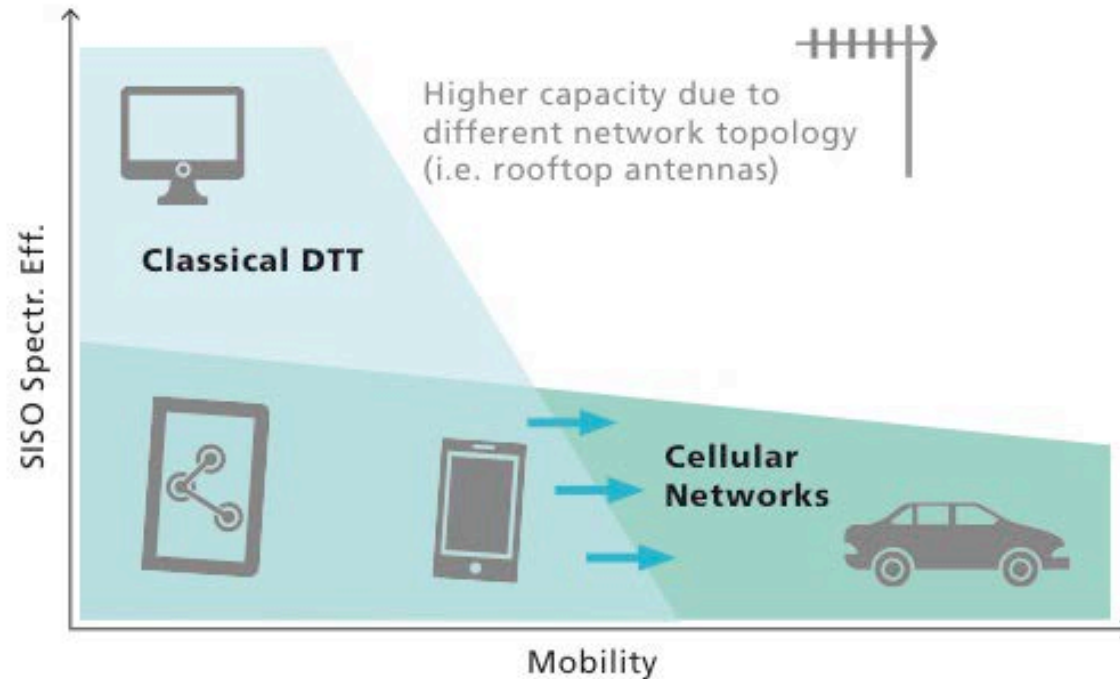 Higher capacity due to
different network topology
(i.e. rooftop antennas)
Classical DTT
SISO Spectr. Eff.
Cellular
Networks
Mobility